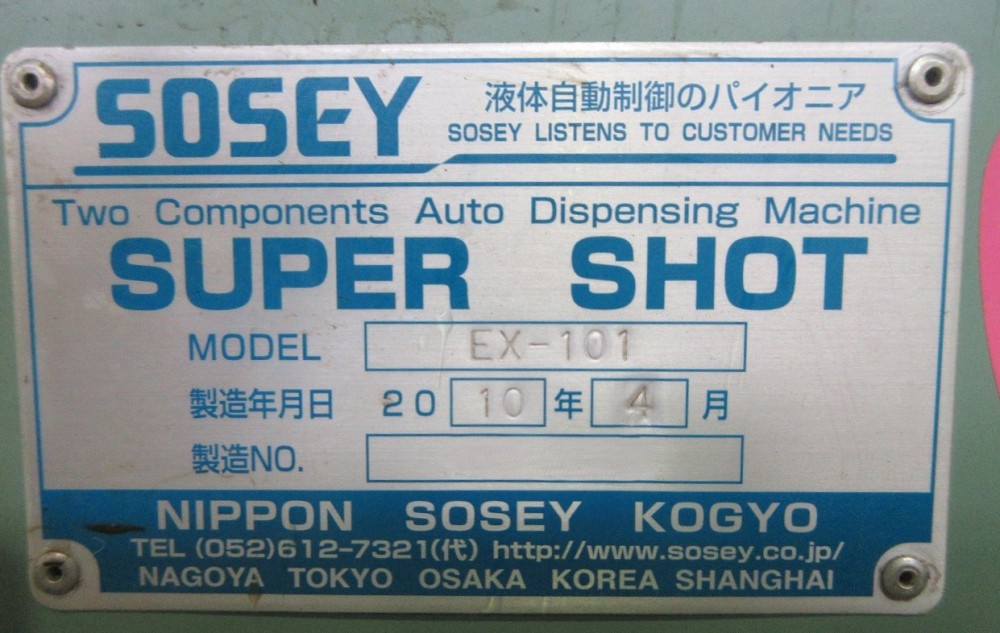 SOSEY
液体自動制御のパイオニア
SOSEY LISTENS TO CUSTOMER NEEDS
Two Components Auto Dispensing Machine
SUPER SHOT
MODEL EX-101
製造年月日 20 10 年 4 月
製造NO.
NIPPON SOSEY KOGYO
TEL (052)612-7321(代) http://www.sosey.co.jp/
NAGOYA TOKYO OSAKA KOREA SHANGHAI